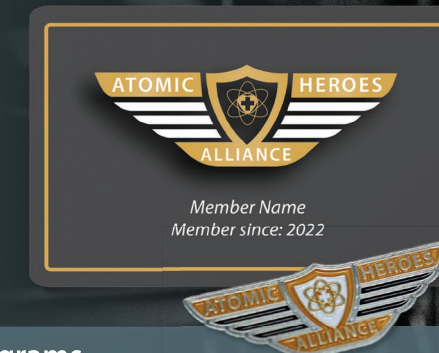 ATOMIC HEROES
ALLIANCE
Member Name
Member since: 2022
ATOMIC HEROES
ALLIANCE